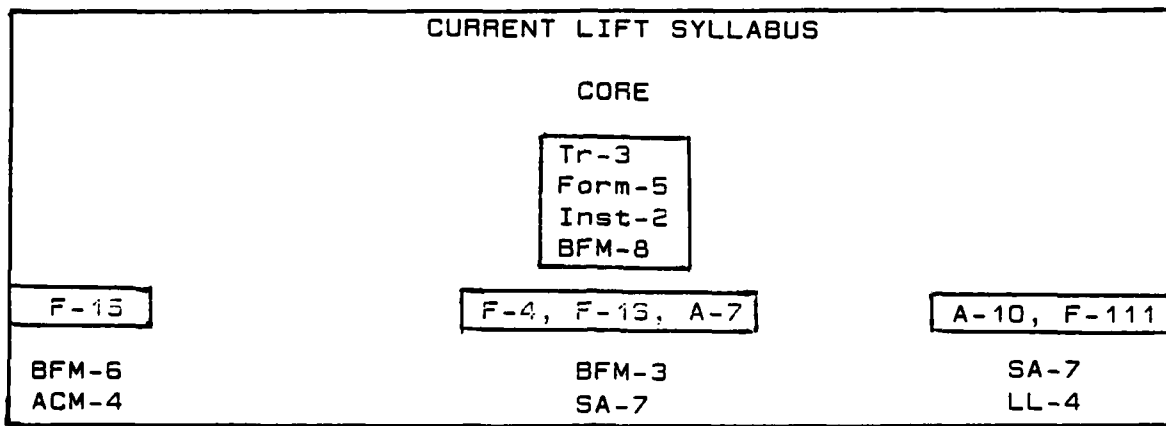 CURRENT LIFT SYLLABUS
CORE
Tr-3
Form-5
Inst-2
BFM-8
F-15 F-4, F-16, A-7 A-10, F-111
BFM-6 BFM-3 SA-7
ACM-4 SA-7 LL-4